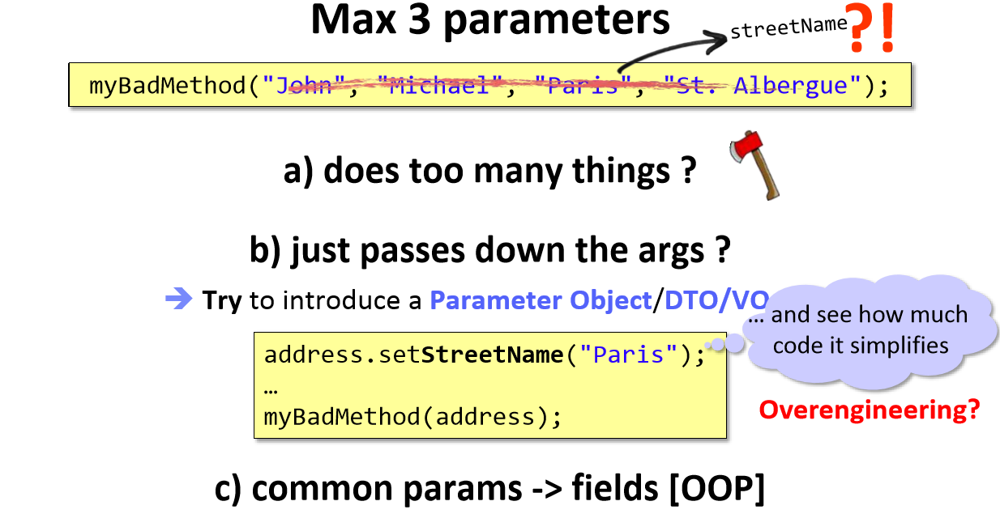 Max 3 parameters
streetName?!
myBadMethod("John", "Michael", "Paris", "St. Albergue");
a) does too many things ?
b) just passes down the args ?
Try to introduce a Parameter Object/DTO/VO
... and see how much
code it simplifies
address.setStreetName("Paris");
…
myBadMethod(address);
Overengineering?
c) common params -> fields [OOP]